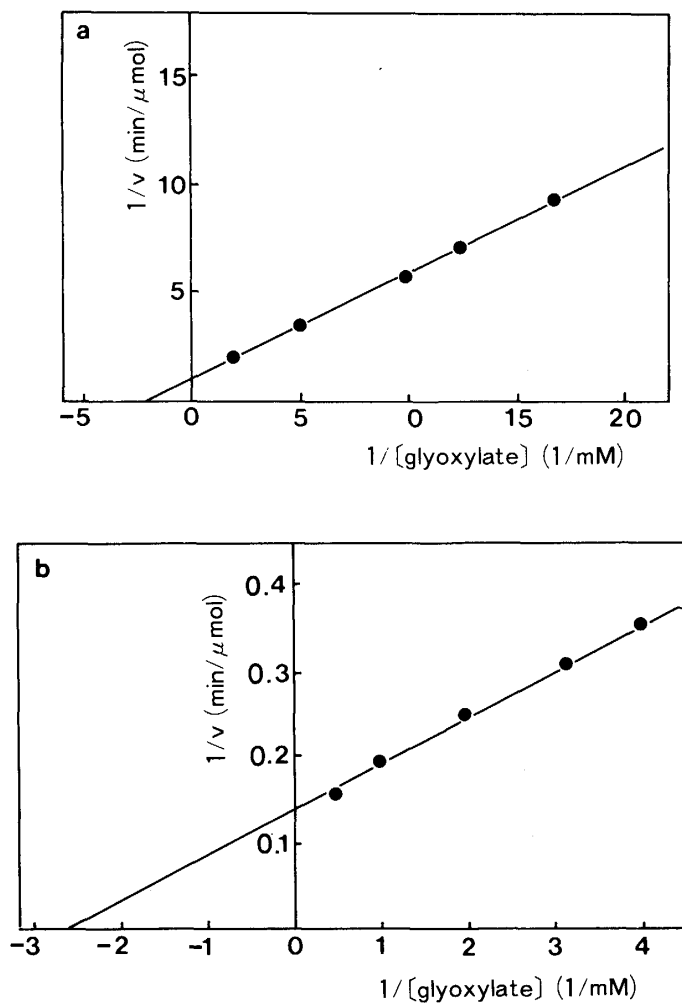 a
15
10
5
1/v (min/μmol)
-5 0 5 0 15 20
1/[glyoxylate] (1/mM)
b
0.4
0.3
0.2
0.1
1/v (min/μmol)
-3 -2 -1 0 1 2 3 4
1/[glyoxylate] (1/mM)